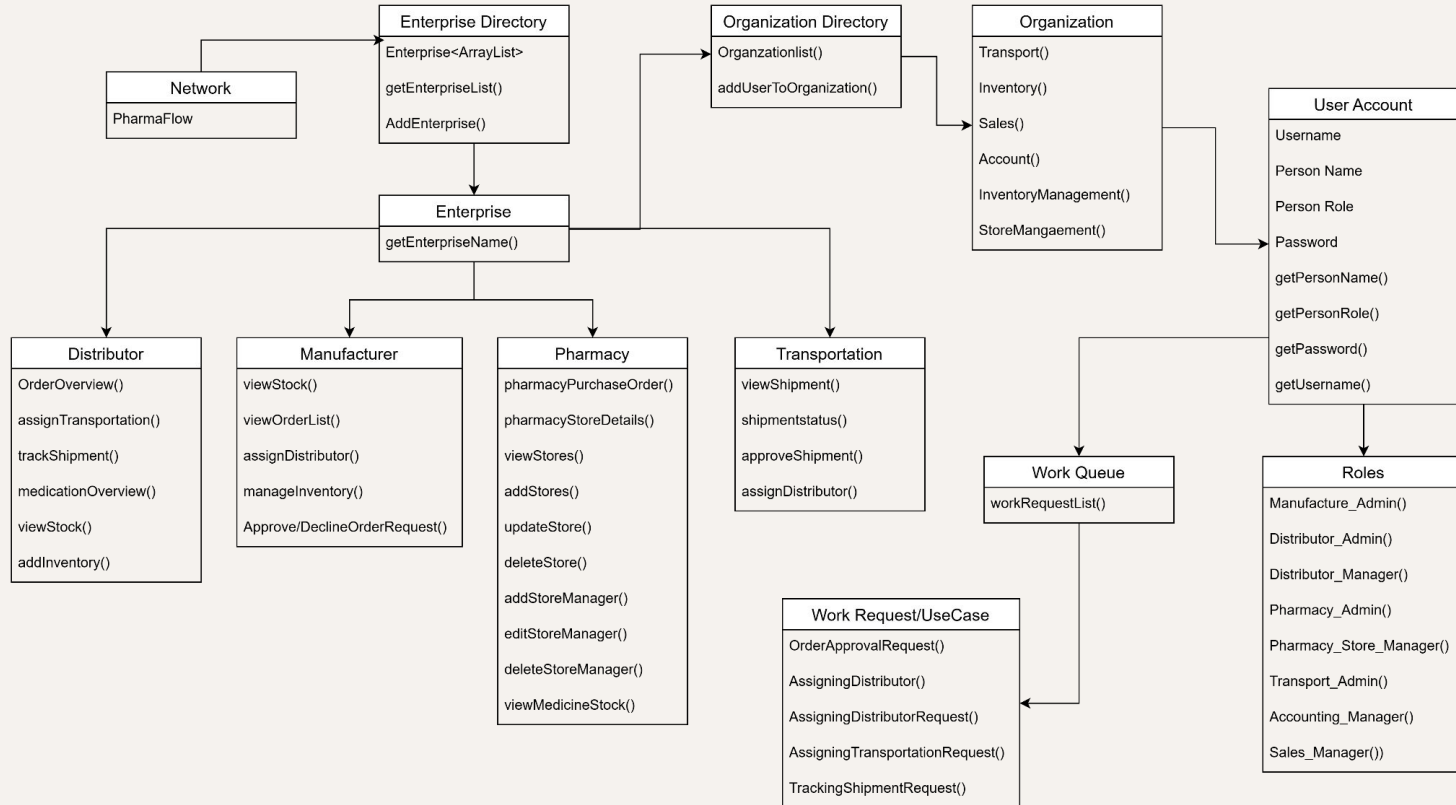 Enterprise Directory
Enterprise<ArrayList>
getEnterpriseList()
AddEnterprise()
Organization Directory
Organzationlist()
addUserToOrganization()
Organization
Transport()
Inventory()
Sales()
Account()
InventoryManagement()
StoreMangaement()
Network
PharmaFlow
User Account
Username
Person Name
Person Role
Password
getPersonName()
getPersonRole()
getPassword()
getUsername()
Enterprise
getEnterpriseName()
Distributor
OrderOverview()
assignTransportation()
trackShipment()
medicationOverview()
viewStock()
addInventory()
Manufacturer
viewStock()
viewOrderList()
assignDistributor()
manageInventory()
Approve/DeclineOrderRequest()
Pharmacy
pharmacyPurchaseOrder()
pharmacyStoreDetails()
viewStores()
addStores()
updateStore()
deleteStore()
addStoreManager()
editStoreManager()
deleteStoreManager()
viewMedicineStock()
Transportation
viewShipment()
shipmentstatus()
approveShipment()
assignDistributor()
Work Queue
workRequestList()
Roles
Manufacture_Admin()
Distributor_Admin()
Distributor_Manager()
Pharmacy_Admin()
Pharmacy_Store_Manager()
Transport_Admin()
Accounting_Manager()
Sales_Manager())
Work Request/UseCase
OrderApprovalRequest()
AssigningDistributor()
AssigningDistributorRequest()
AssigningTransportationRequest()
TrackingShipmentRequest()